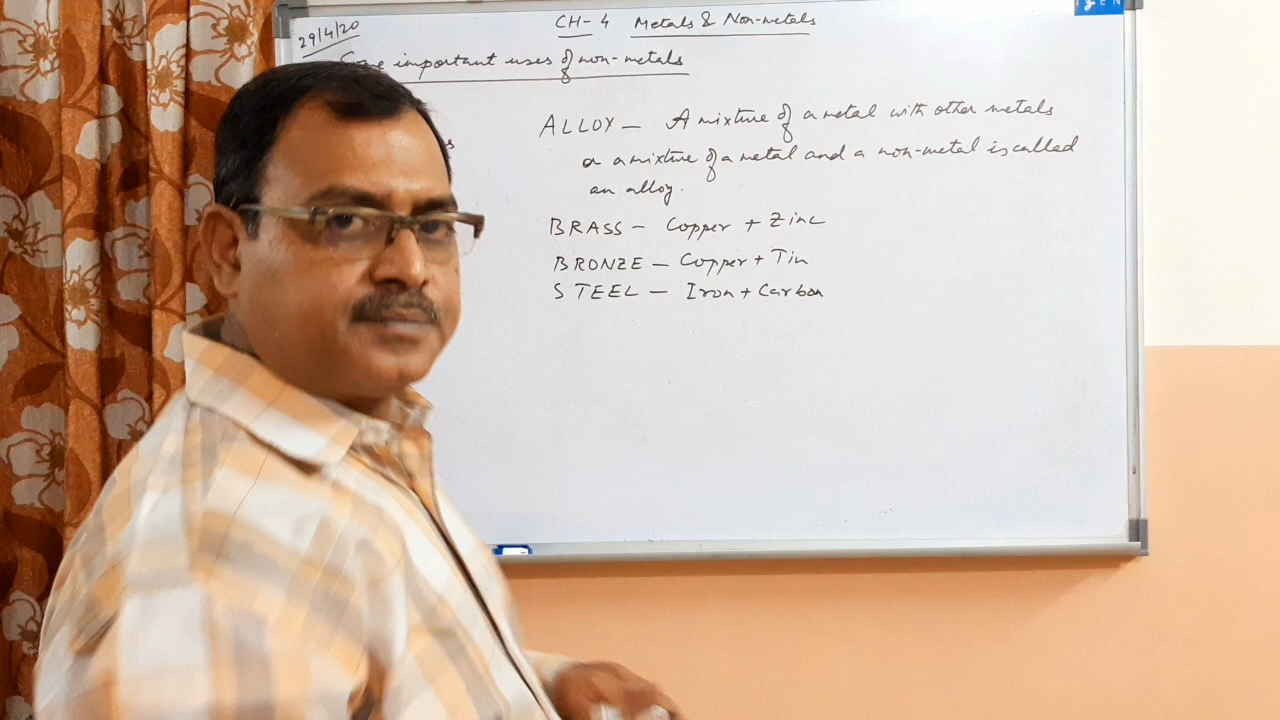 29/4/20
CH-4 Metals & Non-metals
Some important uses of non-metals
ALLOY — A mixture of a metal with other metals
or a mixture of a metal and a non-metal is called
an alloy.
BRASS — Copper + Zinc
BRONZE — Copper + Tin
STEEL — Iron + Carbon